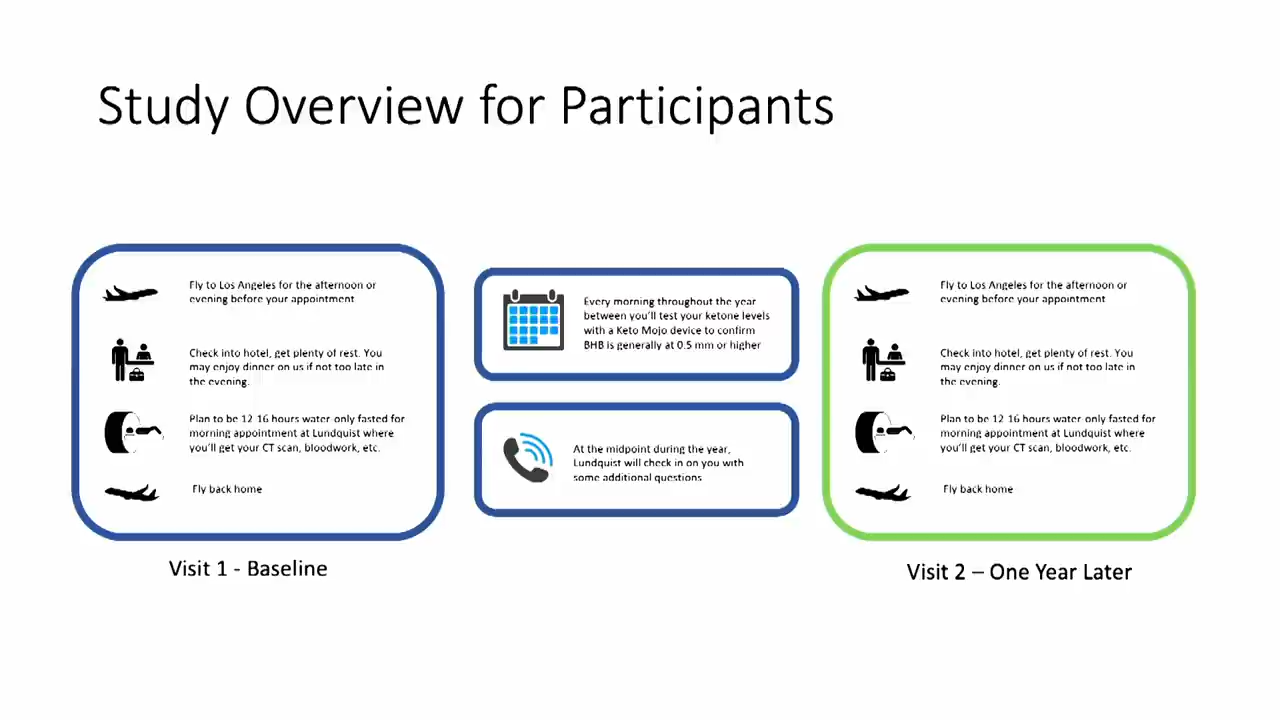 Study Overview for Participants
Fly to Los Angeles for the afternoon or
evening before your appointment
Check into hotel, get plenty of rest. You
may enjoy dinner on us if not too late in
the evening.
Plan to be 12-16 hours water-only fasted for
morning appointment at Lundquist where
you'll get your CT scan, bloodwork, etc.
Fly back home
Visit 1 - Baseline
Every morning throughout the year
between you'll test your ketone levels
with a Keto Mojo device to confirm
BHB is generally at 0.5 mm or higher
At the midpoint during the year,
Lundquist will check in on you with
some additional questions
Fly to Los Angeles for the afternoon or
evening before your appointment
Check into hotel, get plenty of rest. You
may enjoy dinner on us if not too late in
the evening.
Plan to be 12-16 hours water-only fasted for
morning appointment at Lundquist where
you'll get your CT scan, bloodwork, etc.
Fly back home
Visit 2 – One Year Later